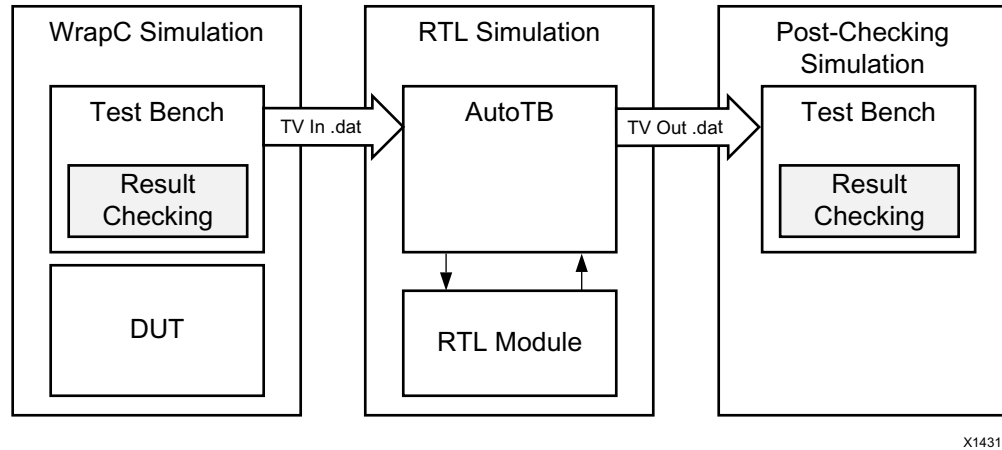 WrapC Simulation
Test Bench
Result
Checking
DUT
TV In .dat
RTL Simulation
AutoTB
RTL Module
TV Out .dat
Post-Checking
Simulation
Test Bench
Result
Checking
X1431